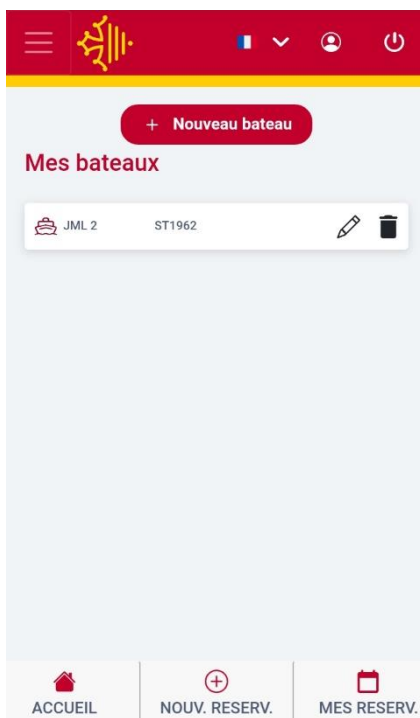 + Nouveau bateau
Mes bateaux
JML 2 ST1962
ACCUEIL NOUV. RESERV. MES RESERV.